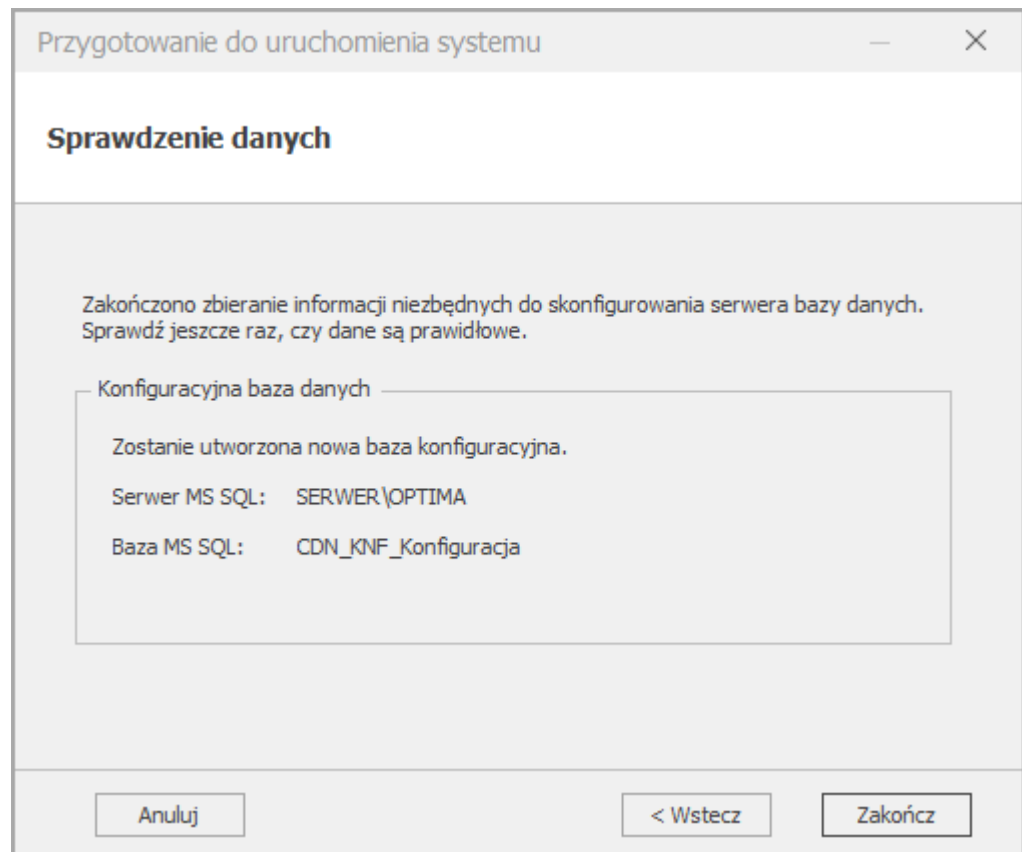 Przygotowanie do uruchomienia systemu
Sprawdzenie danych
Zakończono zbieranie informacji niezbędnych do skonfigurowania serwera bazy danych.
Sprawdź jeszcze raz, czy dane są prawidłowe.
Konfiguracyjna baza danych
Zostanie utworzona nowa baza konfiguracyjna.
Serwer MS SQL: SERWER\OPTIMA
Baza MS SQL: CDN_KNF_Konfiguracja
Anuluj < Wstecz Zakończ